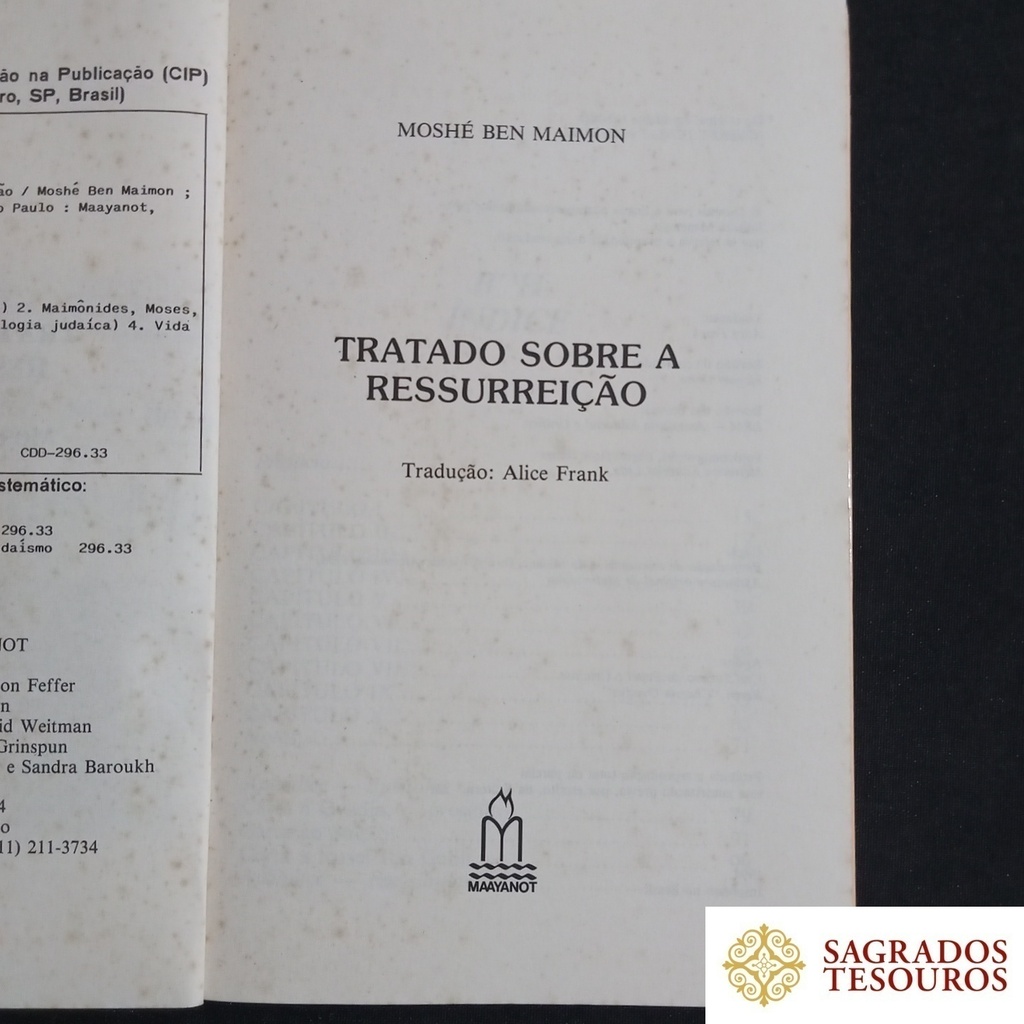 ão na Publicação (CIP)
ro, SP, Brasil)
ão / Moshé Ben Maimon ;
o Paulo : Maayanot,
) 2. Maimônides, Moses,
logia judaíca) 4. Vida
CDD-296.33
stemático:
296.33
daísmo 296.33
NOT
on Feffer
n
id Weitman
Grinspun
e Sandra Baroukh
4
o
11) 211-3734
MOSHÉ BEN MAIMON
TRATADO SOBRE A
RESSURREIÇÃO
Tradução: Alice Frank
MAAYANOT
SAGRADOS
TESOUROS